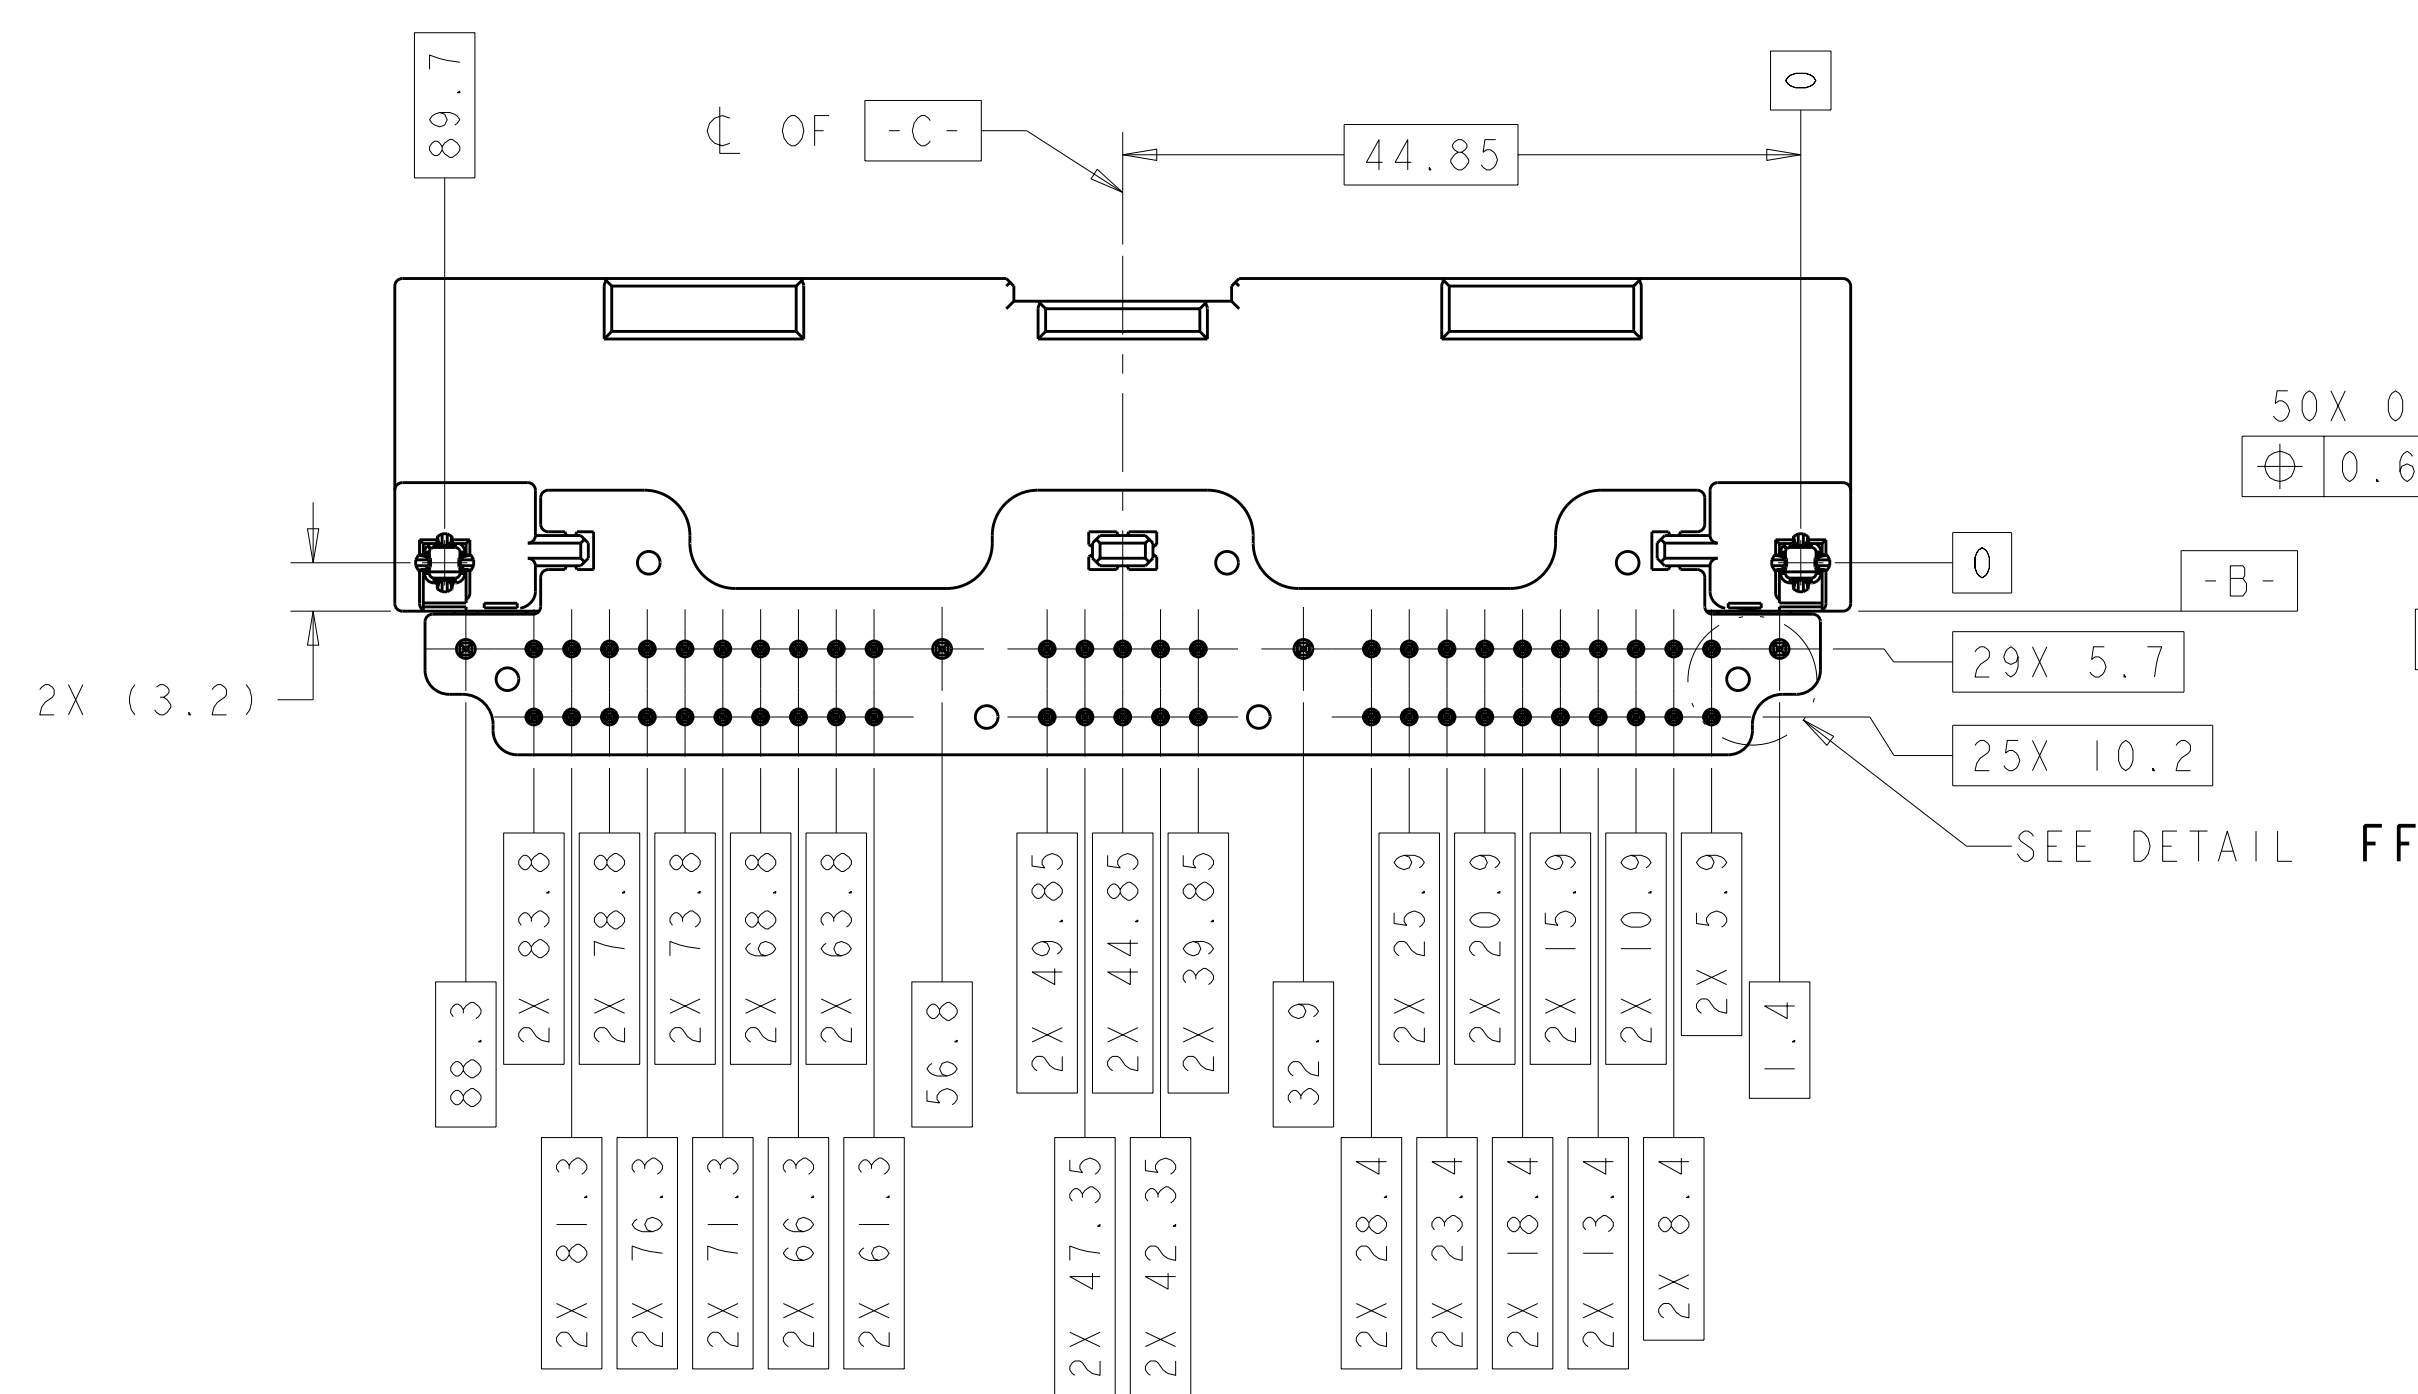 89.7
℄ OF -C-
44.85
0
50X 0
⌖ 0.6
0
-B-
2X (3.2)
29X 5.7
25X 10.2
SEE DETAIL FF
2X 83.8
2X 78.8
2X 73.8
2X 68.8
2X 63.8
2X 49.85
2X 44.85
2X 39.85
2X 25.9
2X 20.9
2X 15.9
2X 10.9
2X 5.9
88.3
56.8
32.9
1.4
2X 81.3
2X 76.3
2X 71.3
2X 66.3
2X 61.3
2X 47.35
2X 42.35
2X 28.4
2X 23.4
2X 18.4
2X 13.4
2X 8.4